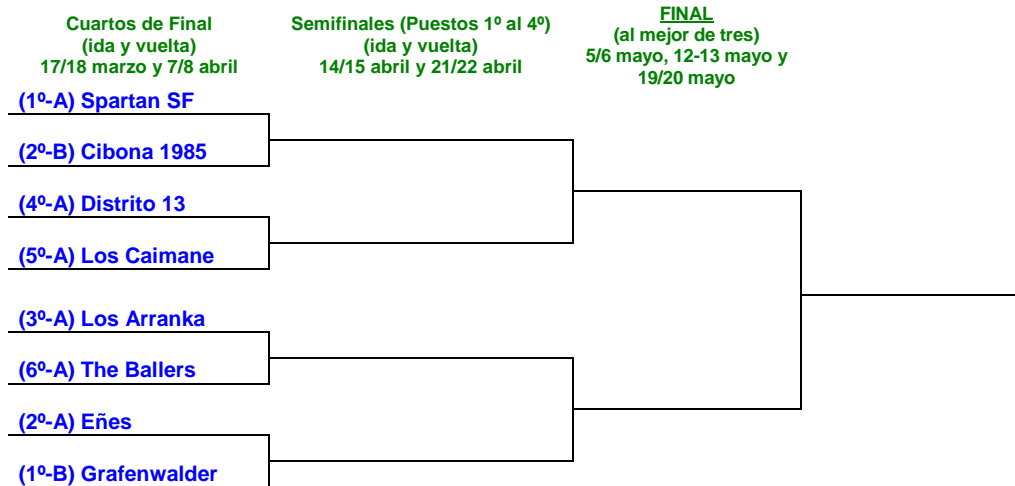 Cuartos de Final
(ida y vuelta)
17/18 marzo y 7/8 abril
Semifinales (Puestos 1º al 4º)
(ida y vuelta)
14/15 abril y 21/22 abril
FINAL
(al mejor de tres)
5/6 mayo, 12-13 mayo y
19/20 mayo
(1º-A) Spartan SF
(2º-B) Cibona 1985
(4º-A) Distrito 13
(5º-A) Los Caimane
(3º-A) Los Arranka
(6º-A) The Ballers
(2º-A) Eñes
(1º-B) Grafenwalder